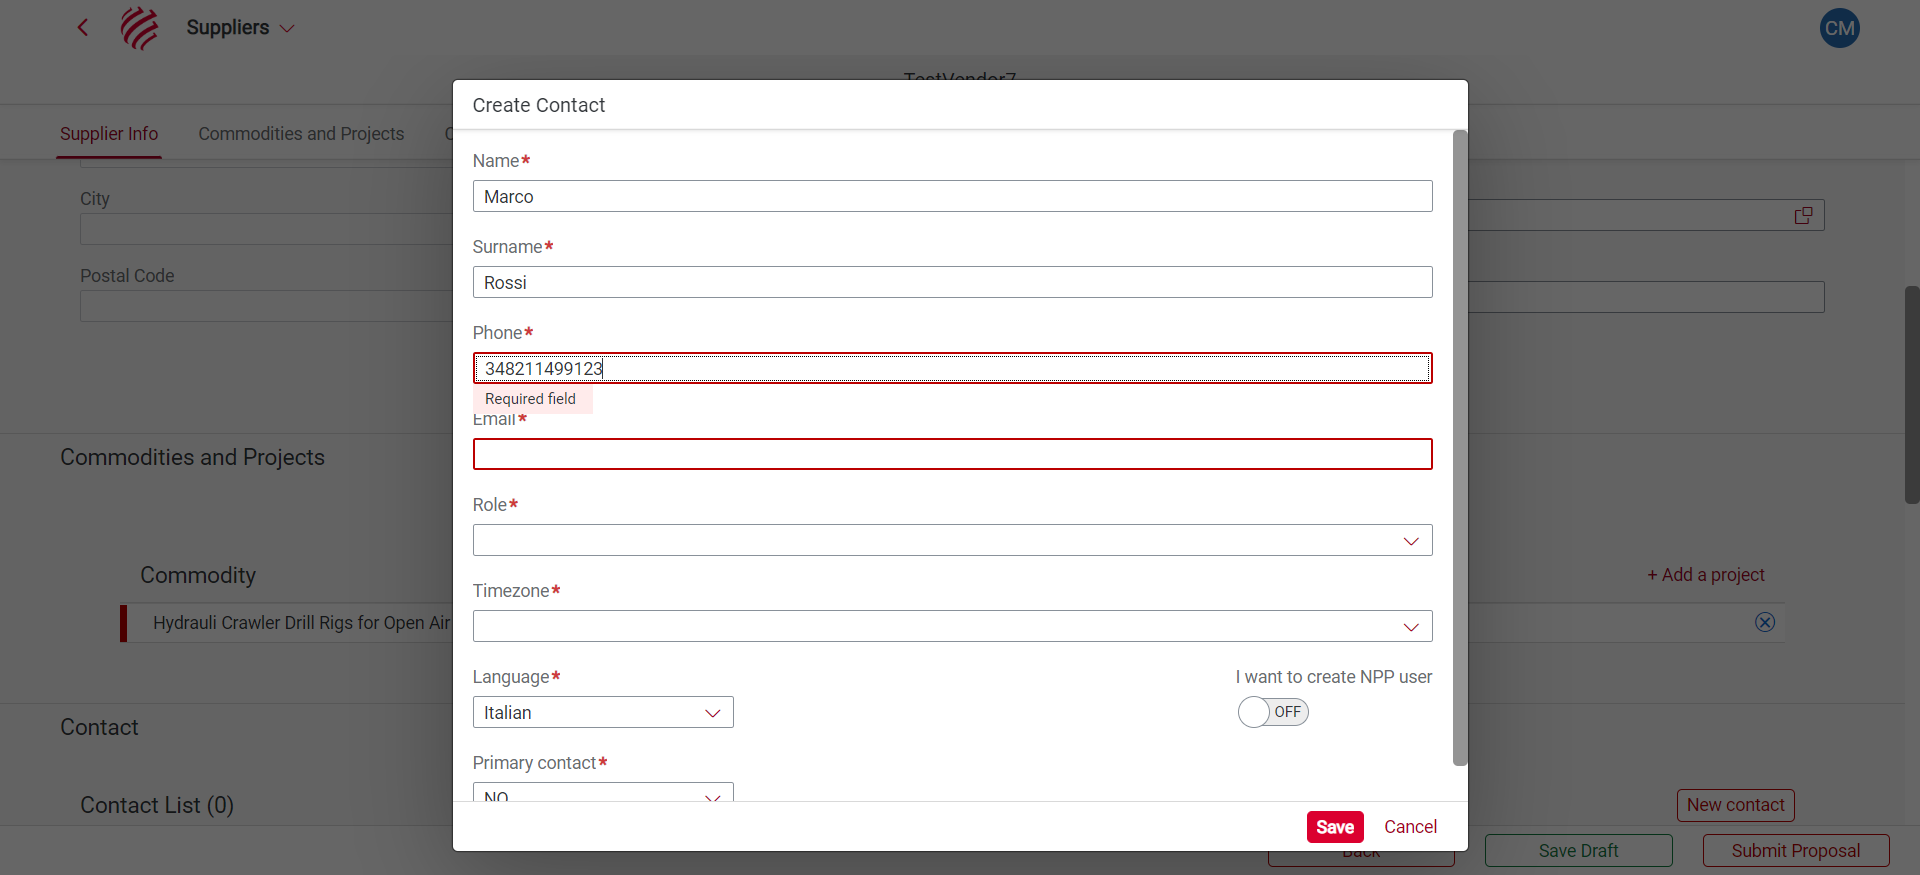 Suppliers
CM
TestVendor7
Create Contact
Supplier Info
Commodities and Projects
Name*
Marco
City
Surname*
Rossi
Postal Code
Phone*
348211499123
Required field
Email*
Commodities and Projects
Role*
Commodity
+ Add a project
Timezone*
Hydrauli Crawler Drill Rigs for Open Air
Language*
I want to create NPP user
Italian
OFF
Contact
Primary contact*
NO
Contact List (0)
New contact
Save
Cancel
Back
Save Draft
Submit Proposal